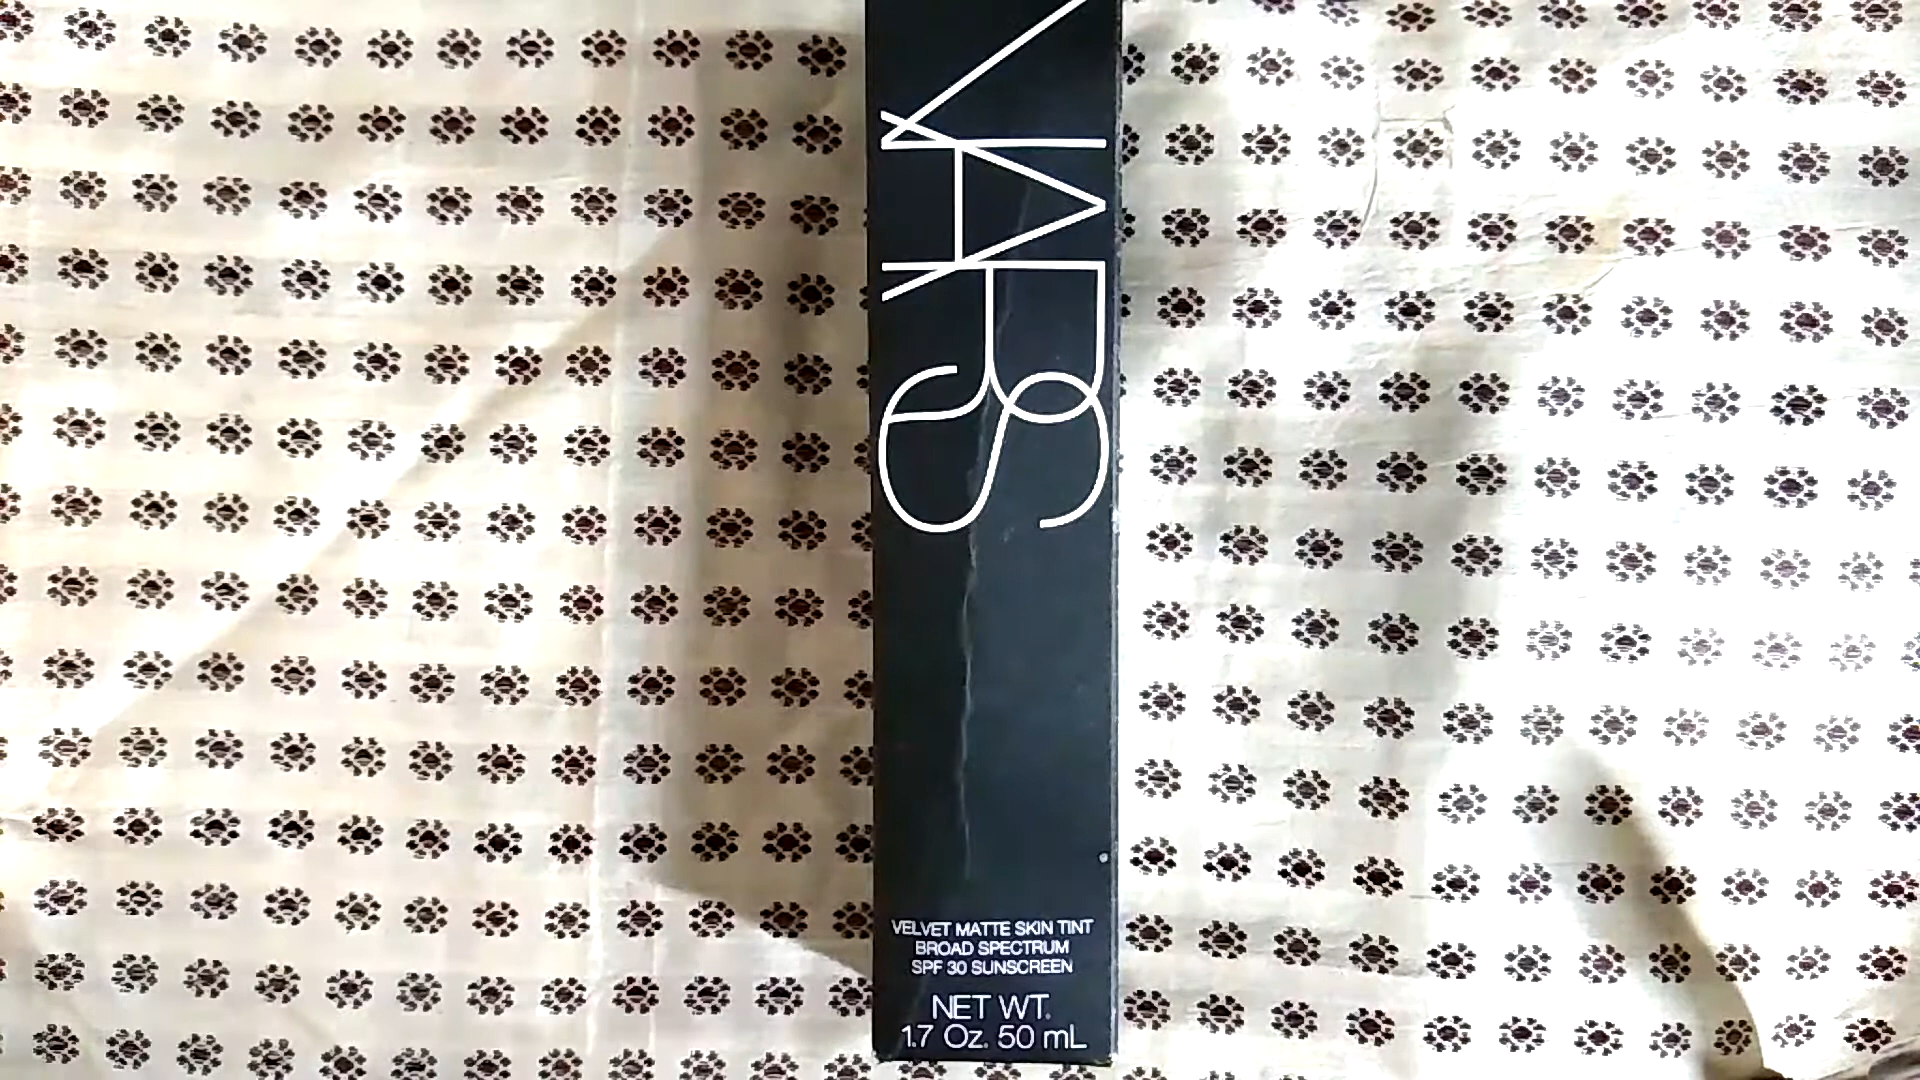 NARS
VELVET MATTE SKIN TINT
BROAD SPECTRUM
SPF 30 SUNSCREEN
NET WT.
1.7 Oz. 50 mL